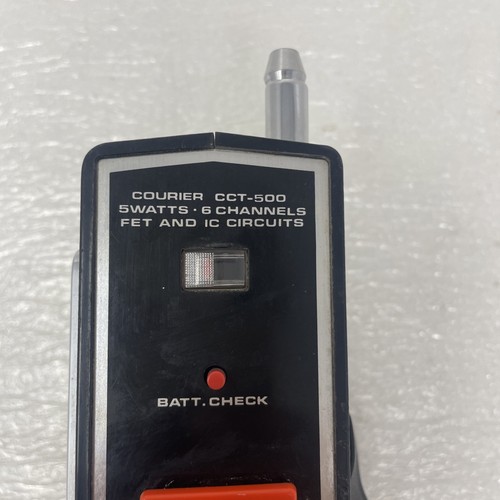 COURIER CCT-500
5WATTS · 6 CHANNELS
FET AND IC CIRCUITS
BATT. CHECK